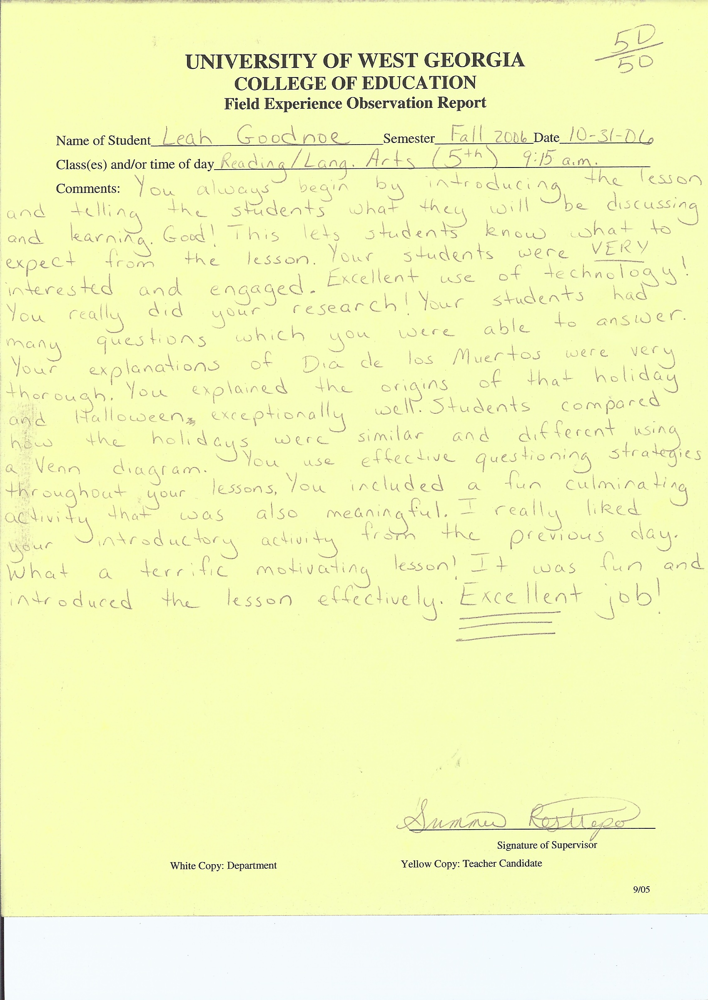 50
50
UNIVERSITY OF WEST GEORGIA
COLLEGE OF EDUCATION
Field Experience Observation Report
Name of Student Leah Goodnoe Semester Fall 2006 Date 10-31-06
Class(es) and/or time of day Reading/Lang. Arts (5th) 9:15 a.m.
Comments: You always begin by introducing the lesson
and telling the students what they will be discussing
and learning. Good! This lets students know what to
expect from the lesson. Your students were VERY
interested and engaged. Excellent use of technology!
You really did your research! Your students had
many questions which you were able to answer.
Your explanations of Dia de los Muertos were very
thorough. You explained the origins of that holiday
and Halloween exceptionally well. Students compared
how the holidays were similar and different using
a Venn diagram. You use effective questioning strategies
throughout your lessons. You included a fun culminating
activity that was also meaningful. I really liked
your introductory activity from the previous day.
What a terrific motivating lesson! It was fun and
introduced the lesson effectively. Excellent job!
Summer Restrepo
Signature of Supervisor
White Copy: Department Yellow Copy: Teacher Candidate
9/05